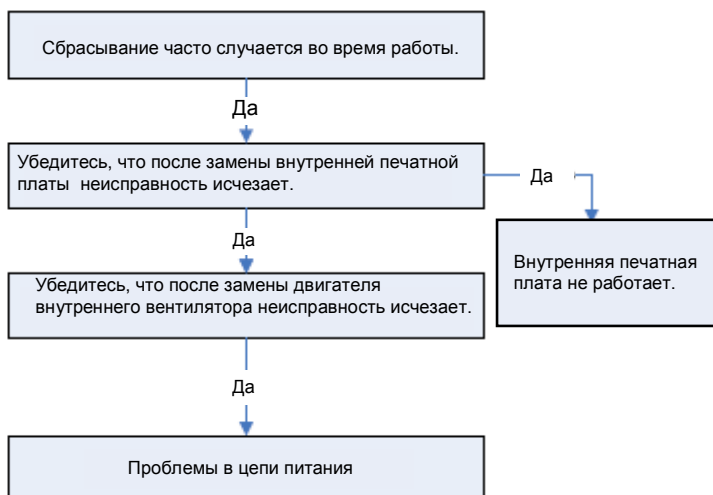 Сбрасывание часто случается во время работы.
Да
Убедитесь, что после замены внутренней печатной
платы неисправность исчезает.
Да
Да
Внутренняя печатная
плата не работает.
Убедитесь, что после замены двигателя
внутреннего вентилятора неисправность исчезает.
Да
Проблемы в цепи питания